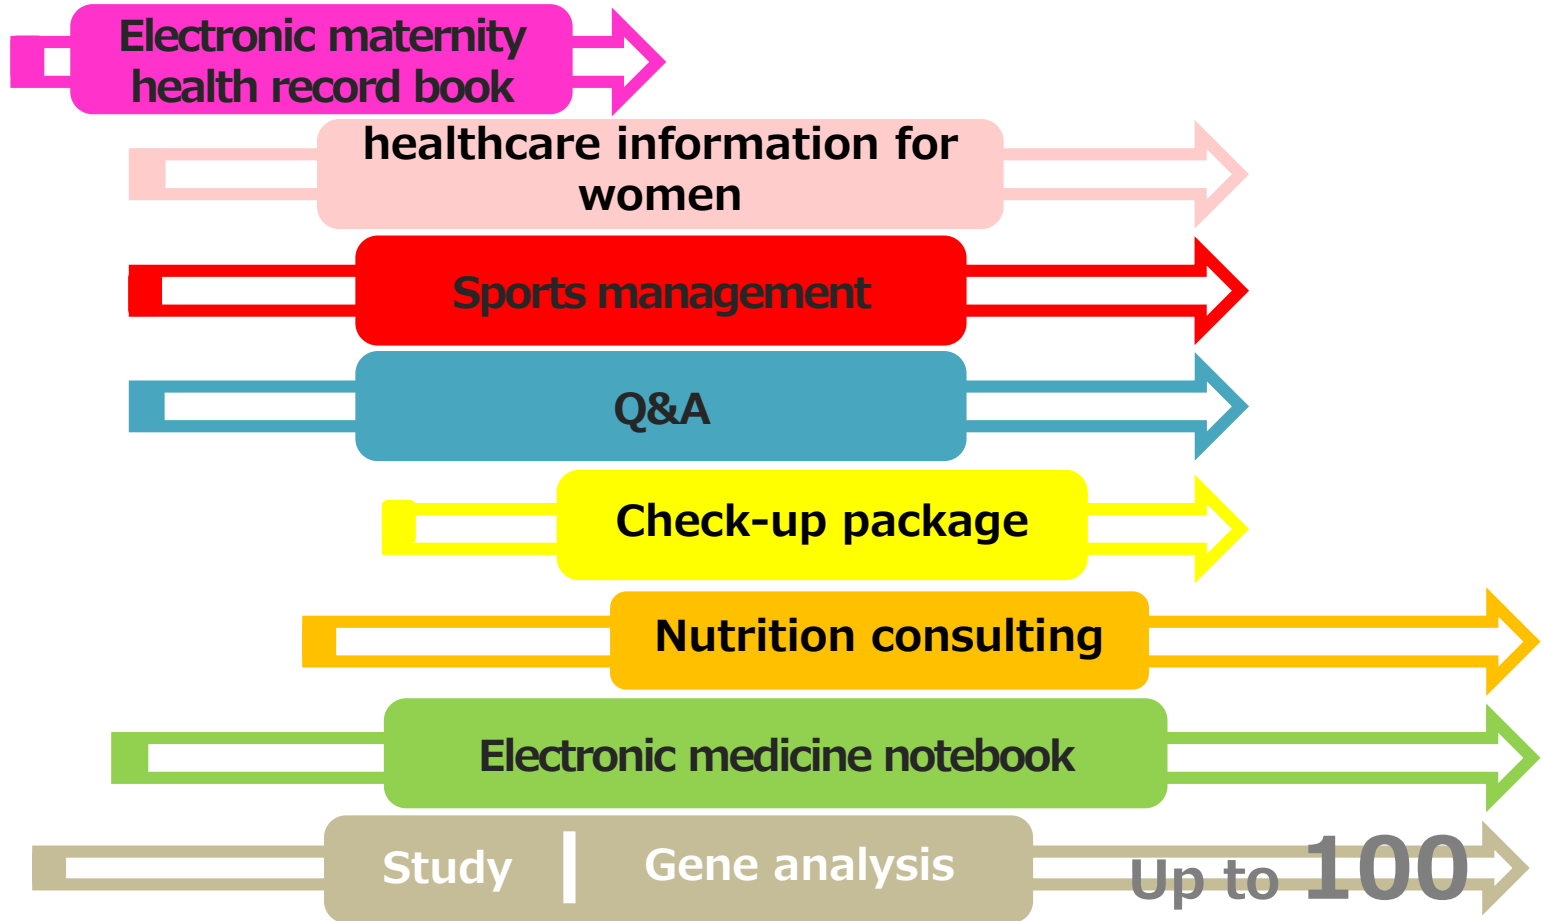 Electronic maternity
health record book
healthcare information for
women
Sports management
Q&A
Check-up package
Nutrition consulting
Electronic medicine notebook
Study Gene analysis
Up to 100